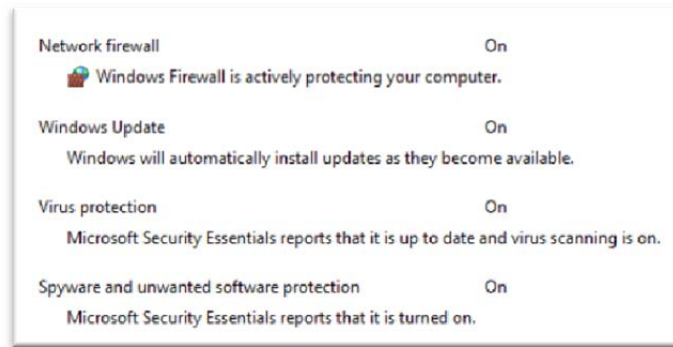 Network firewall On
Windows Firewall is actively protecting your computer.
Windows Update On
Windows will automatically install updates as they become available.
Virus protection On
Microsoft Security Essentials reports that it is up to date and virus scanning is on.
Spyware and unwanted software protection On
Microsoft Security Essentials reports that it is turned on.